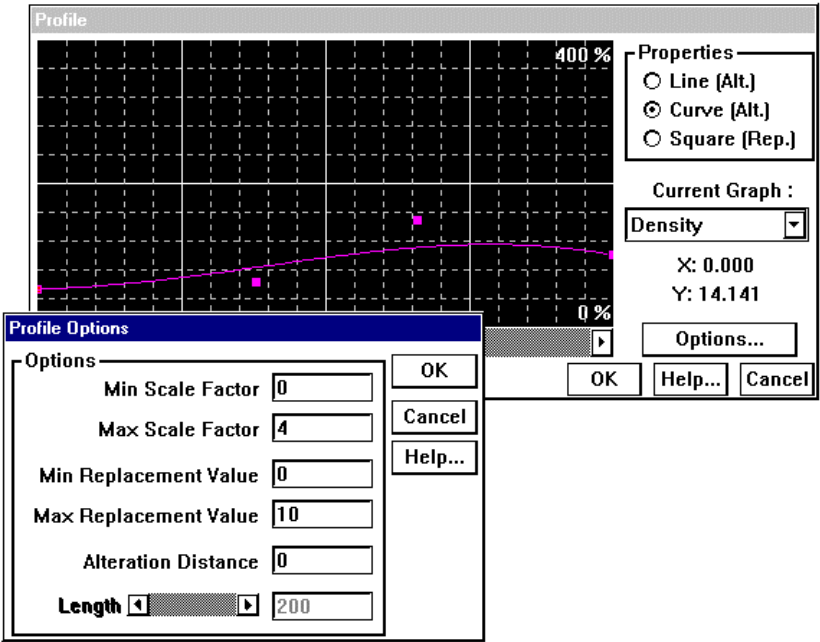 Profile
400 %
0 %
Properties
Line (Alt.)
Curve (Alt.)
Square (Rep.)
Current Graph :
Density
X: 0.000
Y: 14.141
Options...
OK
Help...
Cancel
Profile Options
Options
Min Scale Factor 0
Max Scale Factor 4
Min Replacement Value 0
Max Replacement Value 10
Alteration Distance 0
Length 200
OK
Cancel
Help...